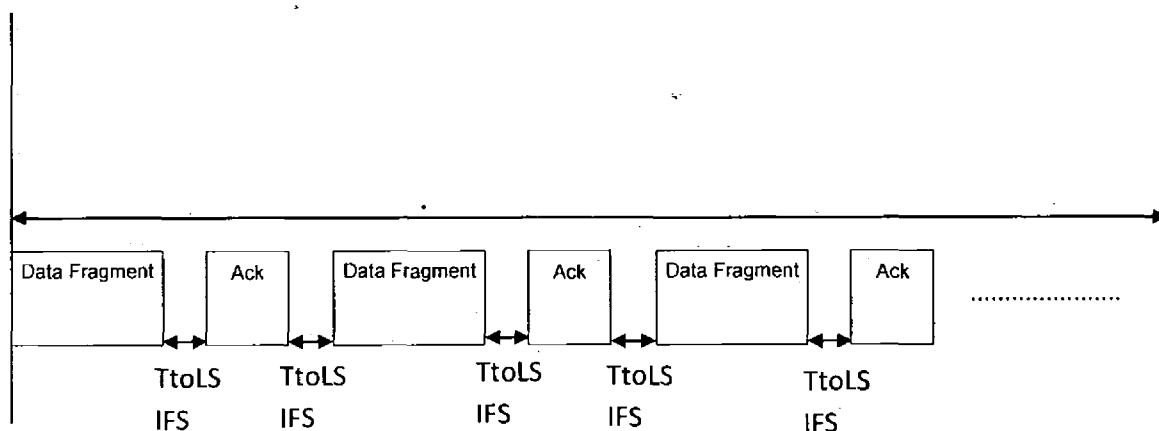 Data Fragment Ack Data Fragment Ack Data Fragment Ack
TtoLS TtoLS TtoLS TtoLS TtoLS
IFS IFS IFS IFS IFS